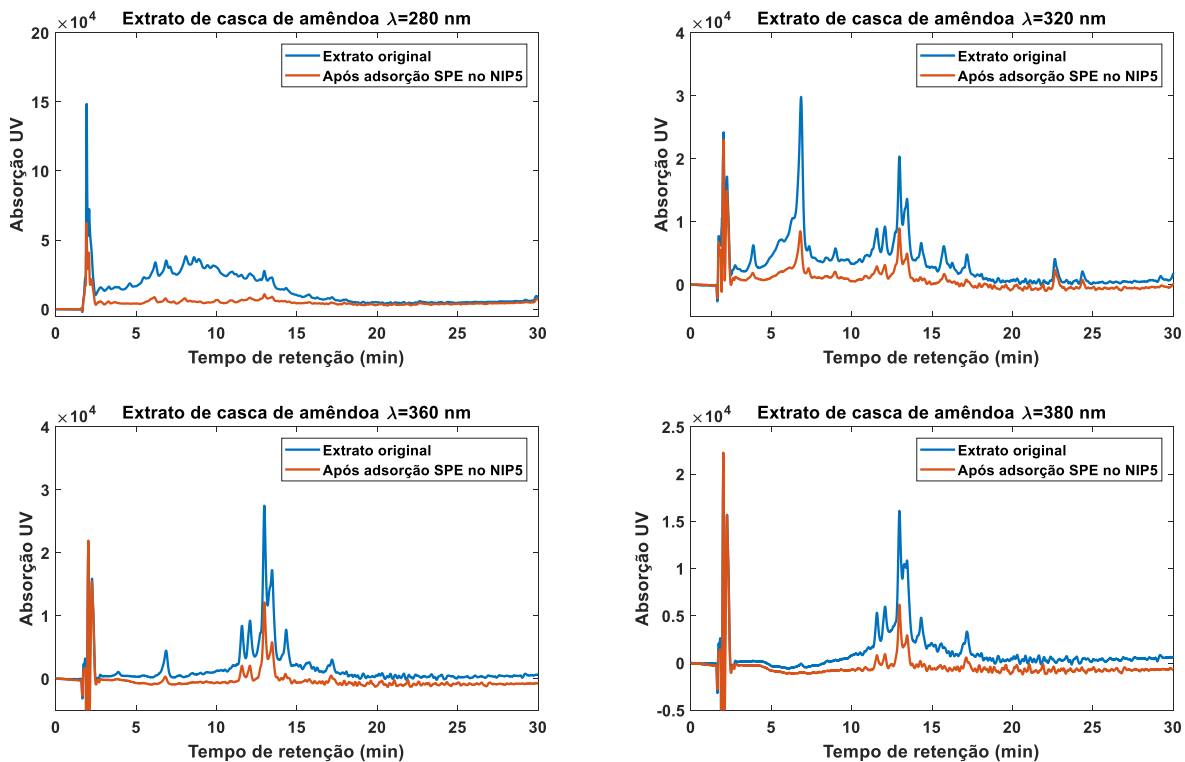 Extrato de casca de amêndoa λ=280 nm
×10⁴
20
15
10
5
0
Absorção UV
Extrato original
Após adsorção SPE no NIP5
0 5 10 15 20 25 30
Tempo de retenção (min)
Extrato de casca de amêndoa λ=320 nm
×10⁴
4
3
2
1
0
Absorção UV
Extrato original
Após adsorção SPE no NIP5
0 5 10 15 20 25 30
Tempo de retenção (min)
Extrato de casca de amêndoa λ=360 nm
×10⁴
4
3
2
1
0
Absorção UV
Extrato original
Após adsorção SPE no NIP5
0 5 10 15 20 25 30
Tempo de retenção (min)
Extrato de casca de amêndoa λ=380 nm
×10⁴
2.5
2
1.5
1
0.5
0
-0.5
Absorção UV
Extrato original
Após adsorção SPE no NIP5
0 5 10 15 20 25 30
Tempo de retenção (min)